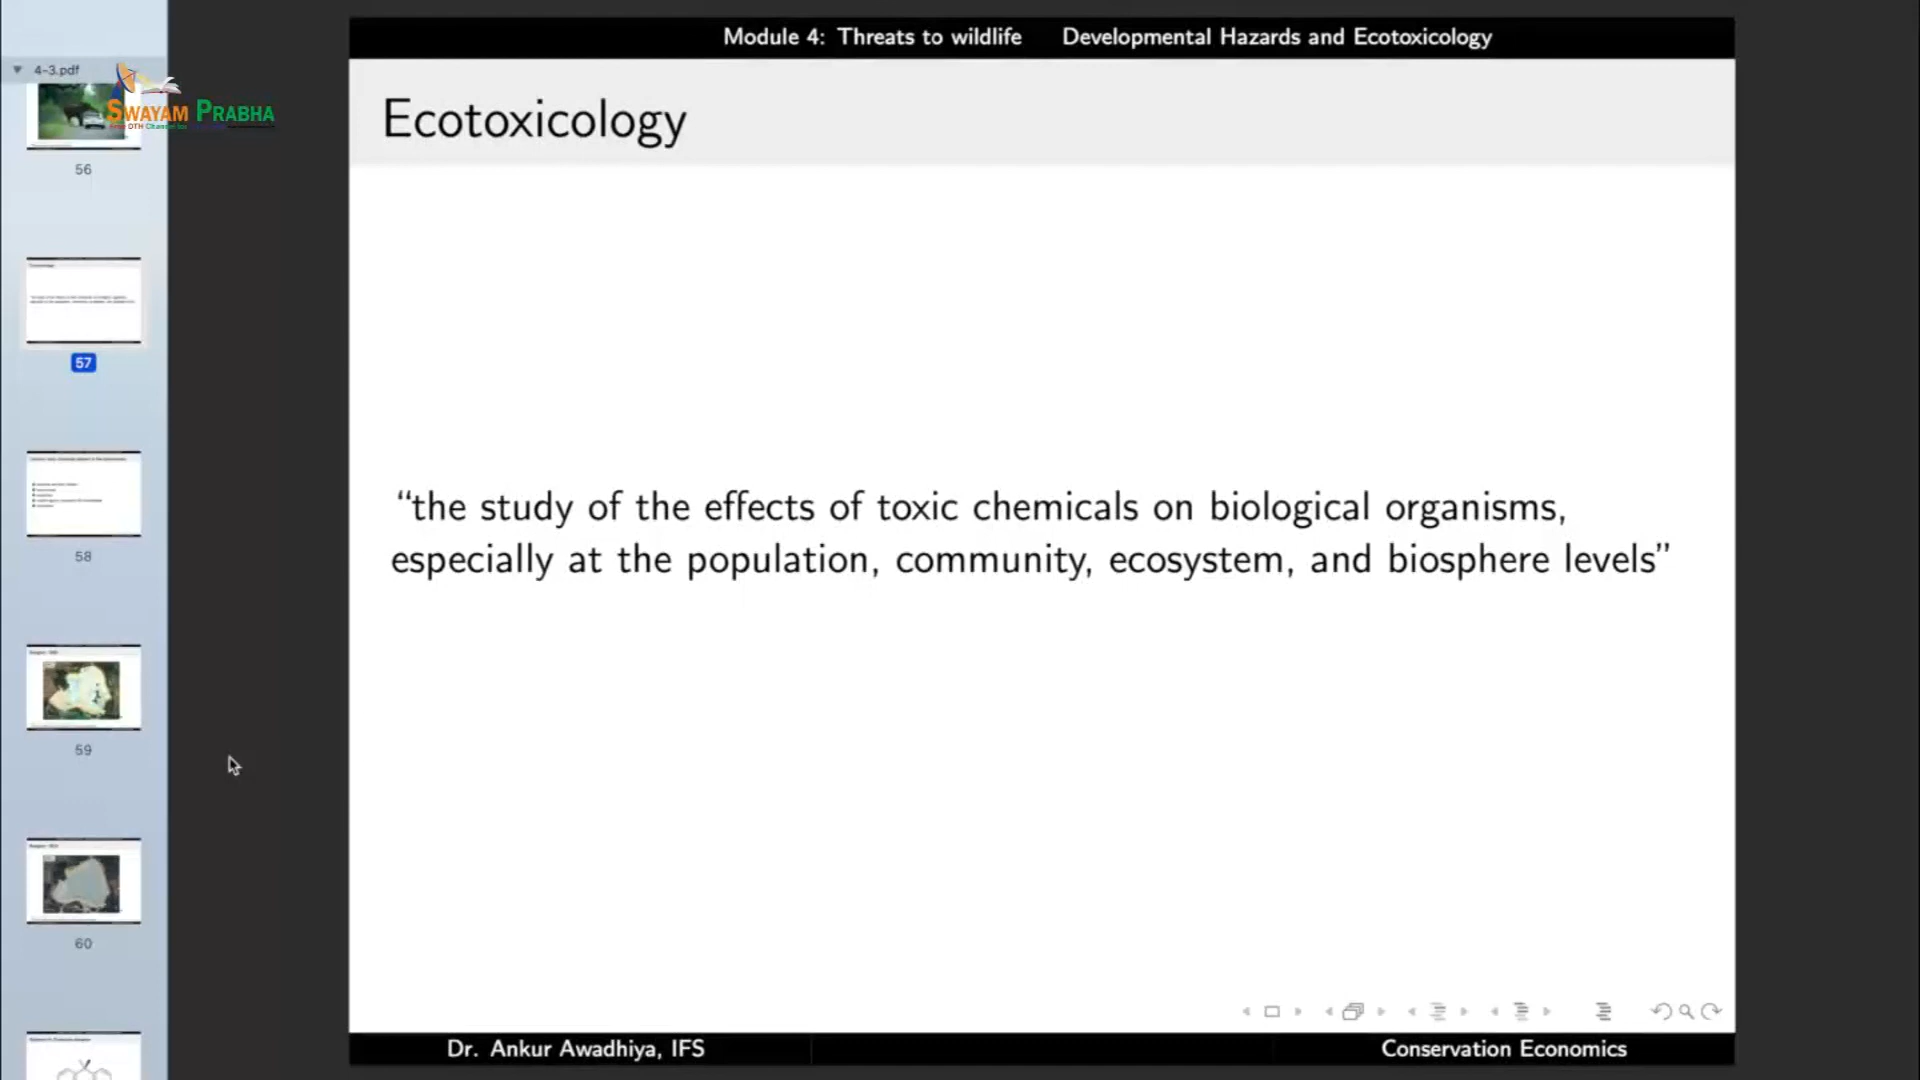 4-3.pdf
SWAYAM PRABHA
56
57
58
59
60
Module 4: Threats to wildlife Developmental Hazards and Ecotoxicology
Ecotoxicology
“the study of the effects of toxic chemicals on biological organisms,
especially at the population, community, ecosystem, and biosphere levels”
Dr. Ankur Awadhiya, IFS Conservation Economics